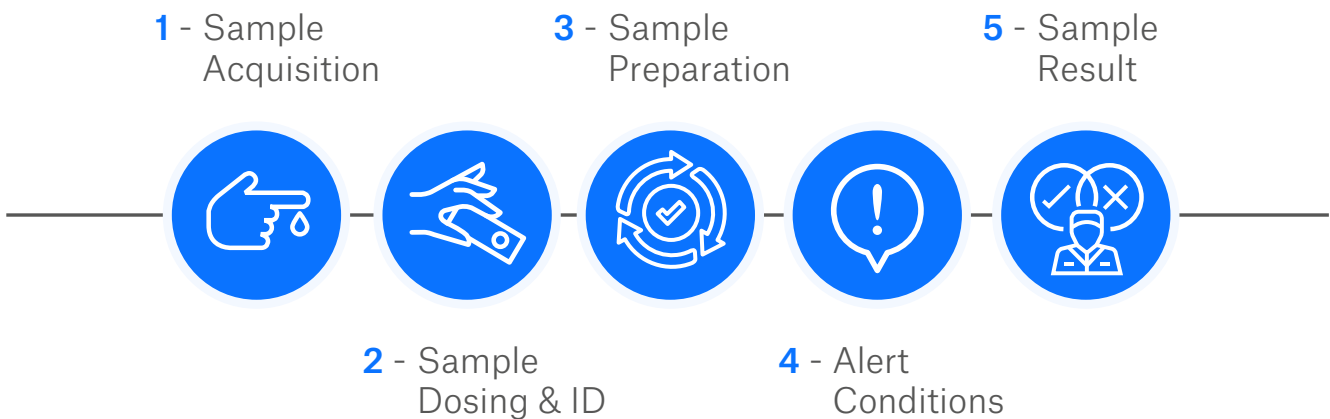 1 - Sample
Acquisition
2 - Sample
Dosing & ID
3 - Sample
Preparation
4 - Alert
Conditions
5 - Sample
Result